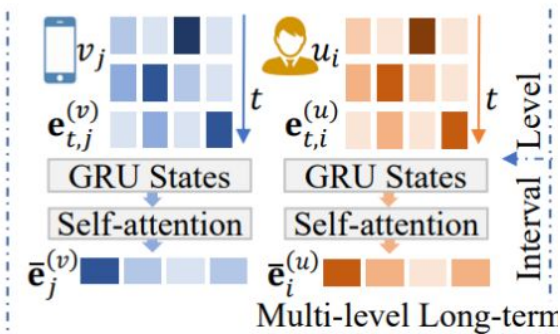 v_j
u_i
t
t
e_{t,j}^{(v)}
e_{t,i}^{(u)}
GRU States
GRU States
Self-attention
Self-attention
ē_j^{(v)}
ē_i^{(u)}
Interval Level
Multi-level Long-term